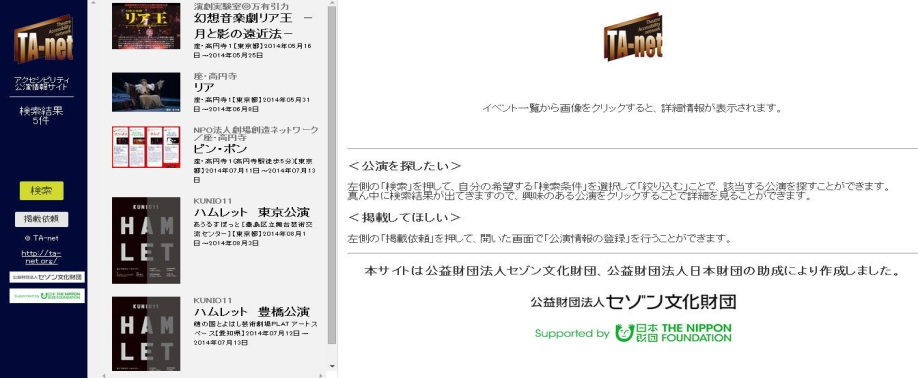 Theatre
Accessibility
network
TA-net
アクセシビリティ
公演情報サイト
検索結果
5件
検索
掲載依頼
© TA-net
http://ta-
net.org/
公益財団法人 セゾン文化財団
Supported by 日本財団 THE NIPPON FOUNDATION
演劇実験室◎万有引力
幻想音楽劇リア王 －
月と影の遠近法－
座・高円寺1【東京都】2014年05月16
日→2014年05月25日
リア王
座・高円寺
リア
座・高円寺1【東京都】2014年05月31
日→2014年06月8日
NPO法人劇場創造ネットワーク
／座・高円寺
ピン・ポン
座・高円寺1（高円寺駅徒歩5分）【東
京都】2014年07月11日→2014年07月13
日
KUNIO11
ハムレット 東京公演
あうるすぽっと【豊島区立舞台芸術交
流センター】【東京都】2014年08月1
日→2014年08月3日
KUNIO11
HAM
LET
KUNIO11
ハムレット 豊橋公演
穂の国とよはし芸術劇場PLAT アートス
ペース【愛知県】2014年07月12日→
2014年07月13日
KUNIO11
HAM
LET
Theatre
Accessibility
network
TA-net
イベント一覧から画像をクリックすると、詳細情報が表示されます。
＜公演を探したい＞
左側の「検索」を押して、自分の希望する「検索条件」を選択して「絞り込む」ことで、該当する公演を探すことができます。
真ん中に検索結果が出てきますので、興味のある公演をクリックすることで詳細を見ることができます。
＜掲載してほしい＞
左側の「掲載依頼」を押して、開いた画面で「公演情報の登録」を行うことができます。
本サイトは公益財団法人セゾン文化財団、公益財団法人日本財団の助成により作成しました。
公益財団法人 セゾン文化財団
Supported by 日本財団 THE NIPPON FOUNDATION